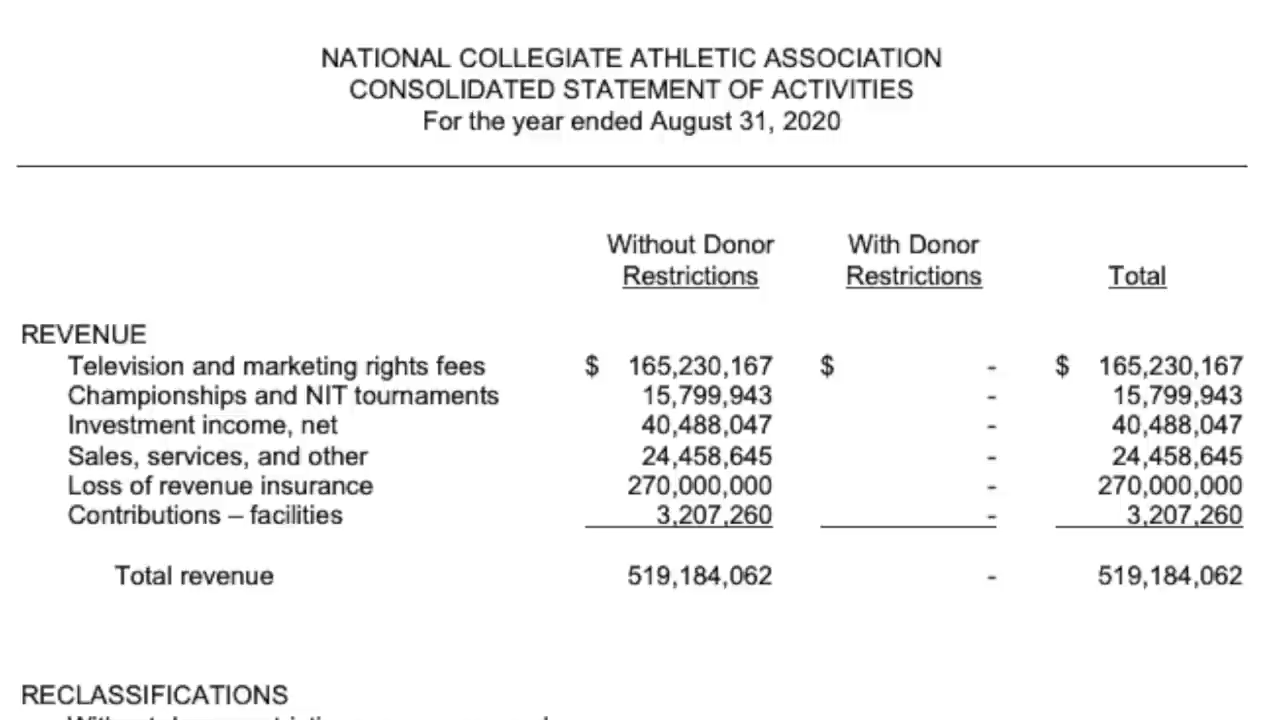 NATIONAL COLLEGIATE ATHLETIC ASSOCIATION
CONSOLIDATED STATEMENT OF ACTIVITIES
For the year ended August 31, 2020
Without Donor With Donor
Restrictions Restrictions Total
REVENUE
Television and marketing rights fees $ 165,230,167 $ - $ 165,230,167
Championships and NIT tournaments 15,799,943 - 15,799,943
Investment income, net 40,488,047 - 40,488,047
Sales, services, and other 24,458,645 - 24,458,645
Loss of revenue insurance 270,000,000 - 270,000,000
Contributions – facilities 3,207,260 - 3,207,260
Total revenue 519,184,062 - 519,184,062
RECLASSIFICATIONS